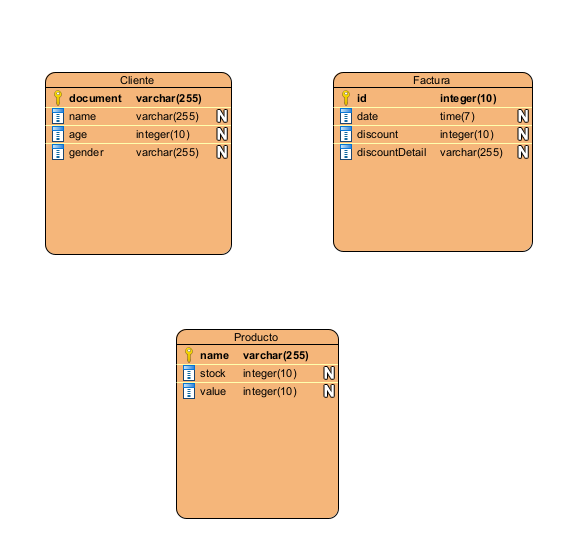 Cliente
document varchar(255)
name varchar(255) N
age integer(10) N
gender varchar(255) N
Factura
id integer(10)
date time(7) N
discount integer(10) N
discountDetail varchar(255) N
Producto
name varchar(255)
stock integer(10) N
value integer(10) N